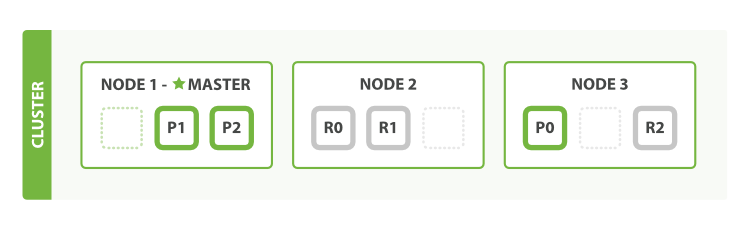 CLUSTER
NODE 1 - ★ MASTER
P1 P2
NODE 2
R0 R1
NODE 3
P0 R2